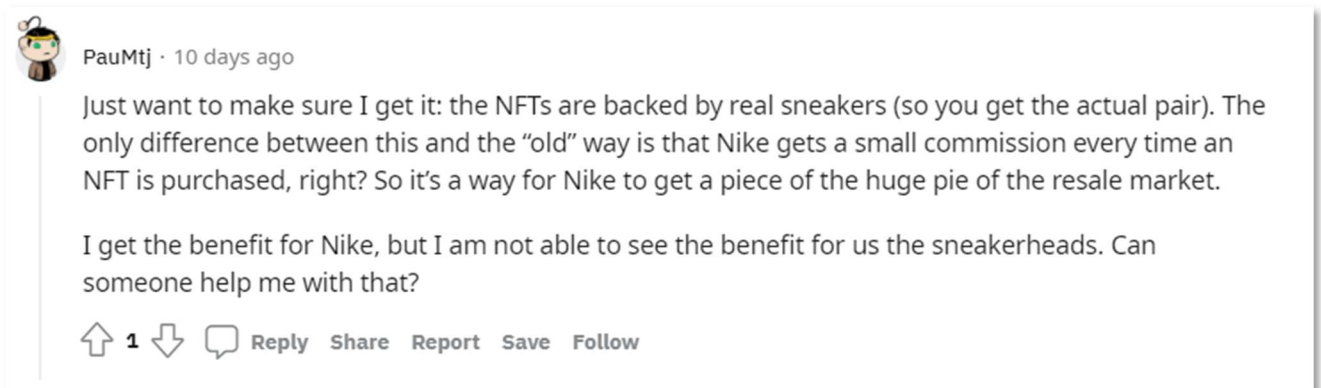 PauMtj · 10 days ago
Just want to make sure I get it: the NFTs are backed by real sneakers (so you get the actual pair). The
only difference between this and the “old” way is that Nike gets a small commission every time an
NFT is purchased, right? So it’s a way for Nike to get a piece of the huge pie of the resale market.
I get the benefit for Nike, but I am not able to see the benefit for us the sneakerheads. Can
someone help me with that?
1 Reply Share Report Save Follow